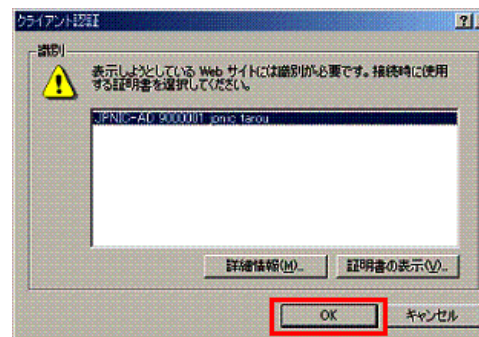 クライアント認証
識別
表示しようとしている Web サイトには識別が必要です。接続時に使用
する証明書を選択してください。
JPNIC-AD 9000001 jpnic tarou
詳細情報(M)...
証明書の表示(V)...
OK
キャンセル